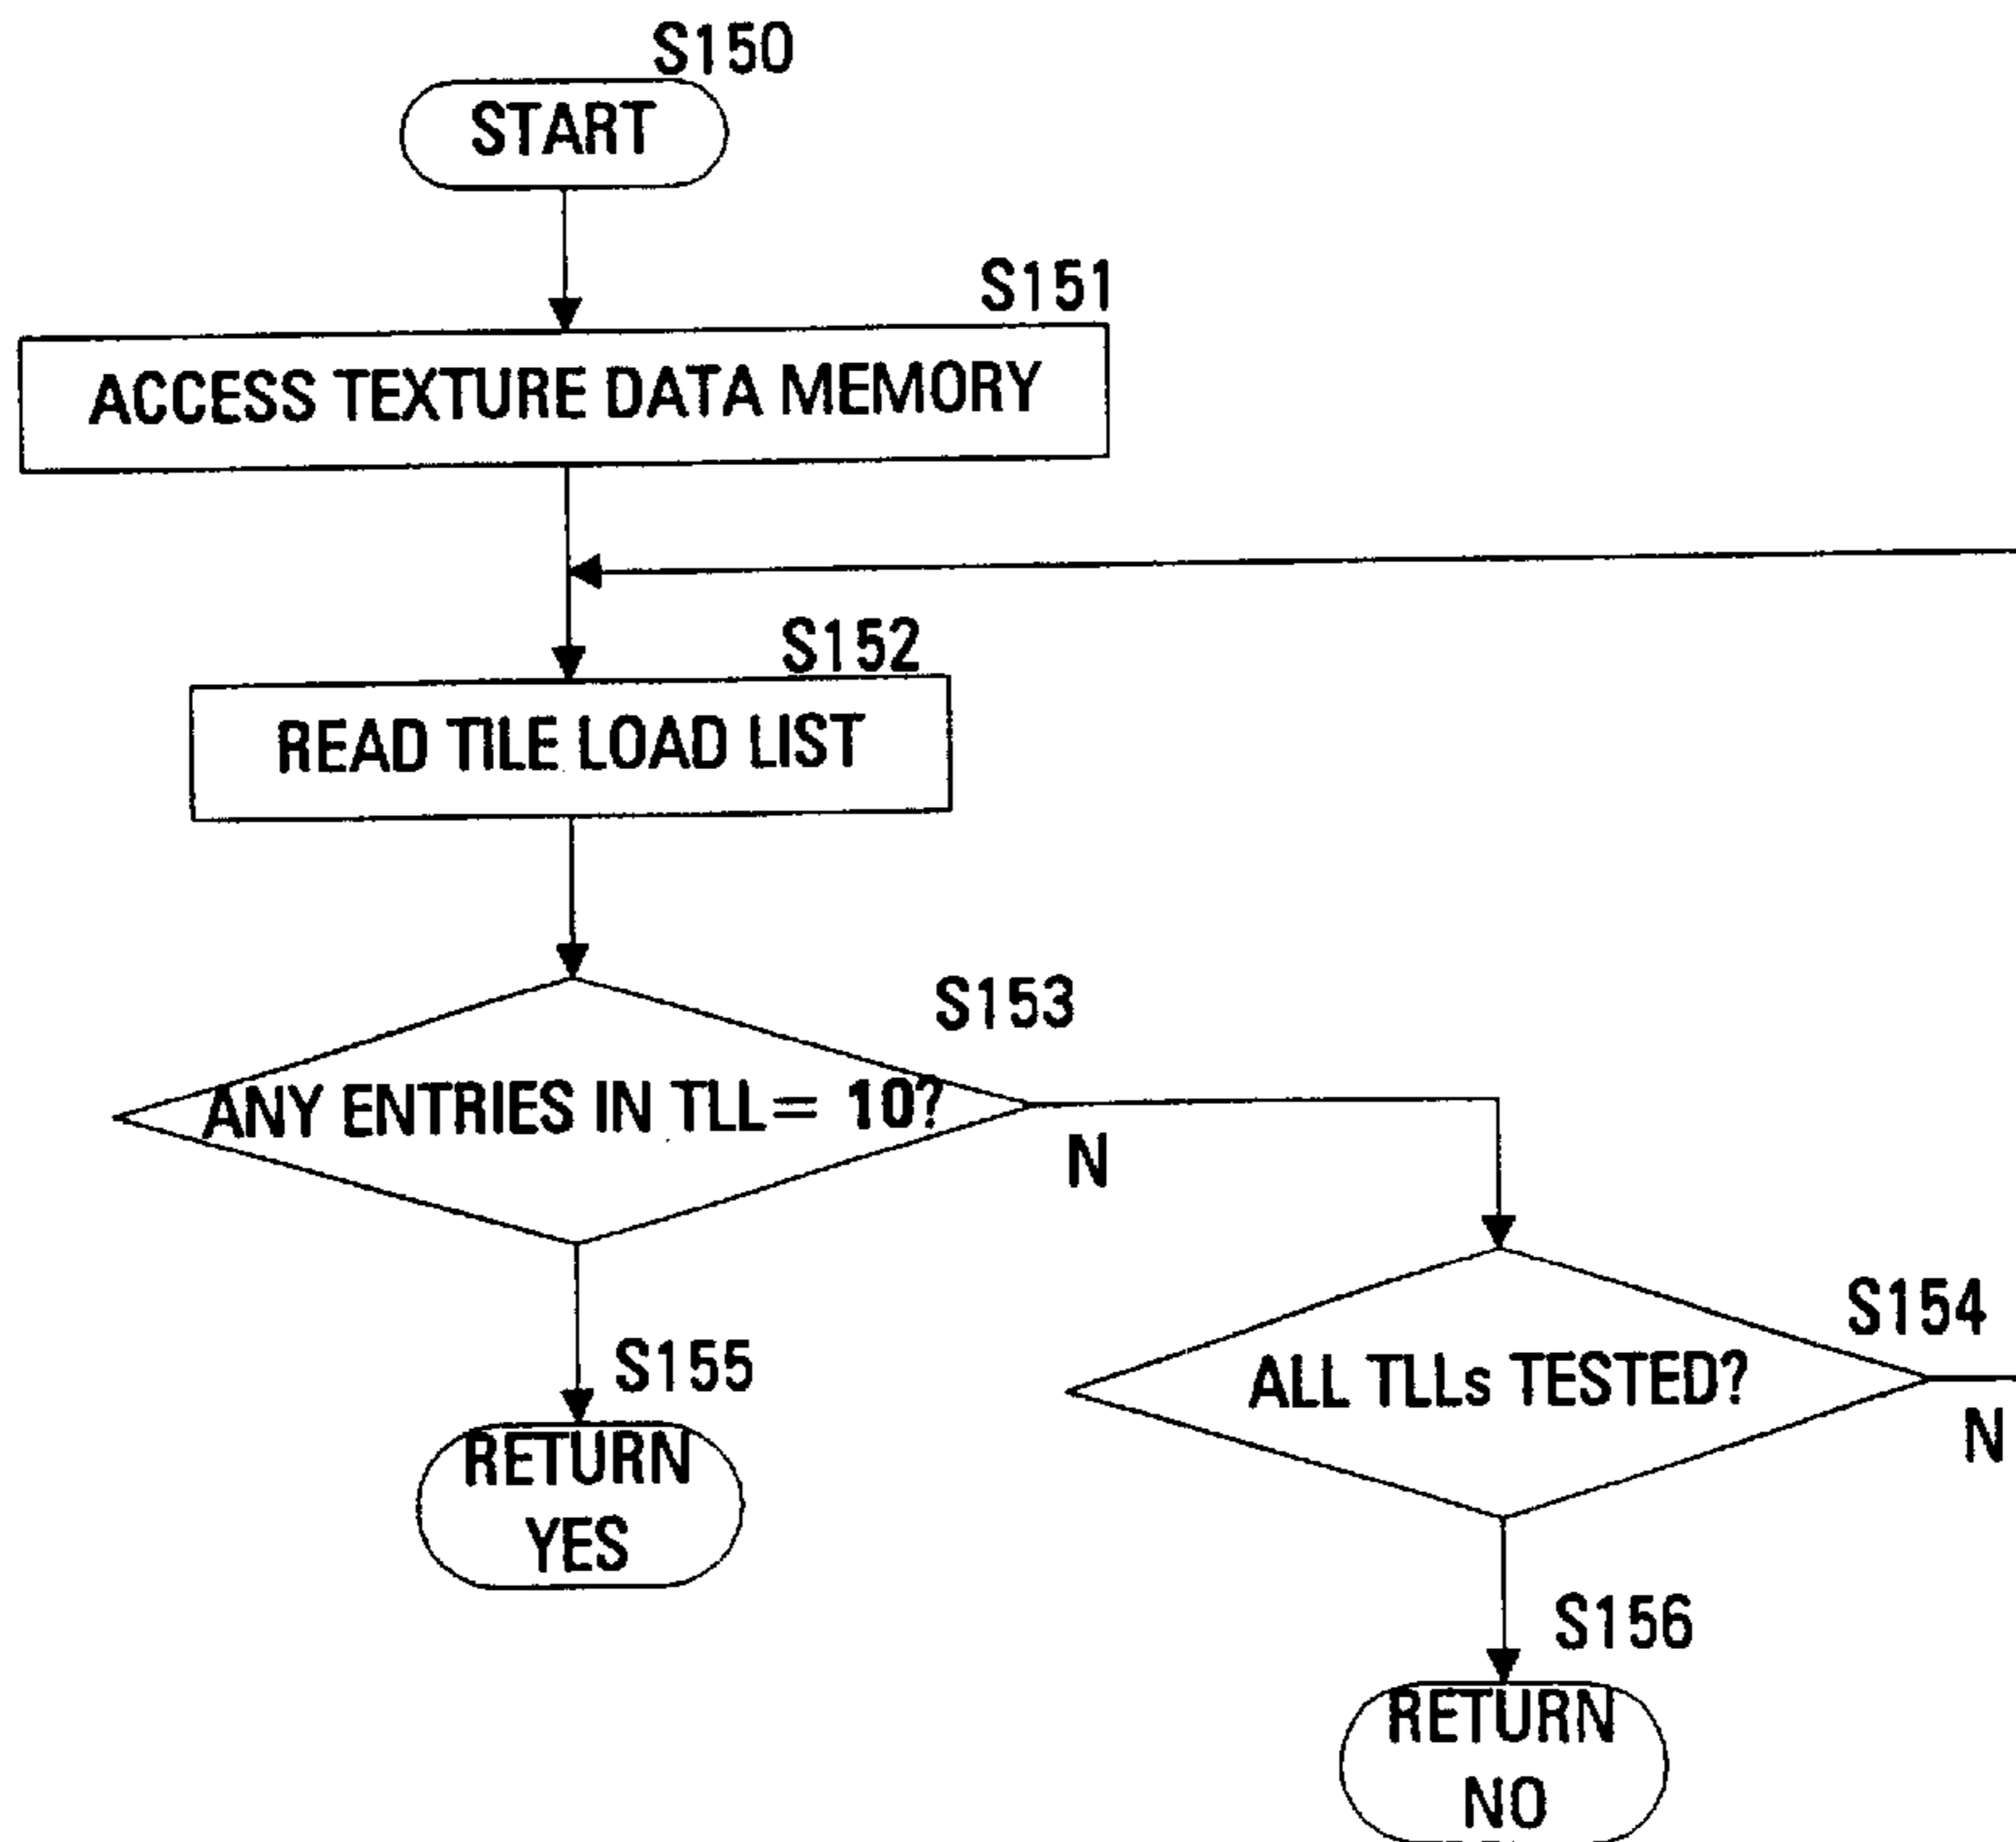 S150
START
S151
ACCESS TEXTURE DATA MEMORY
S152
READ TILE LOAD LIST
S153
ANY ENTRIES IN TLL= 10?
N
S154
ALL TLLs TESTED?
N
S155
RETURN
YES
S156
RETURN
NO